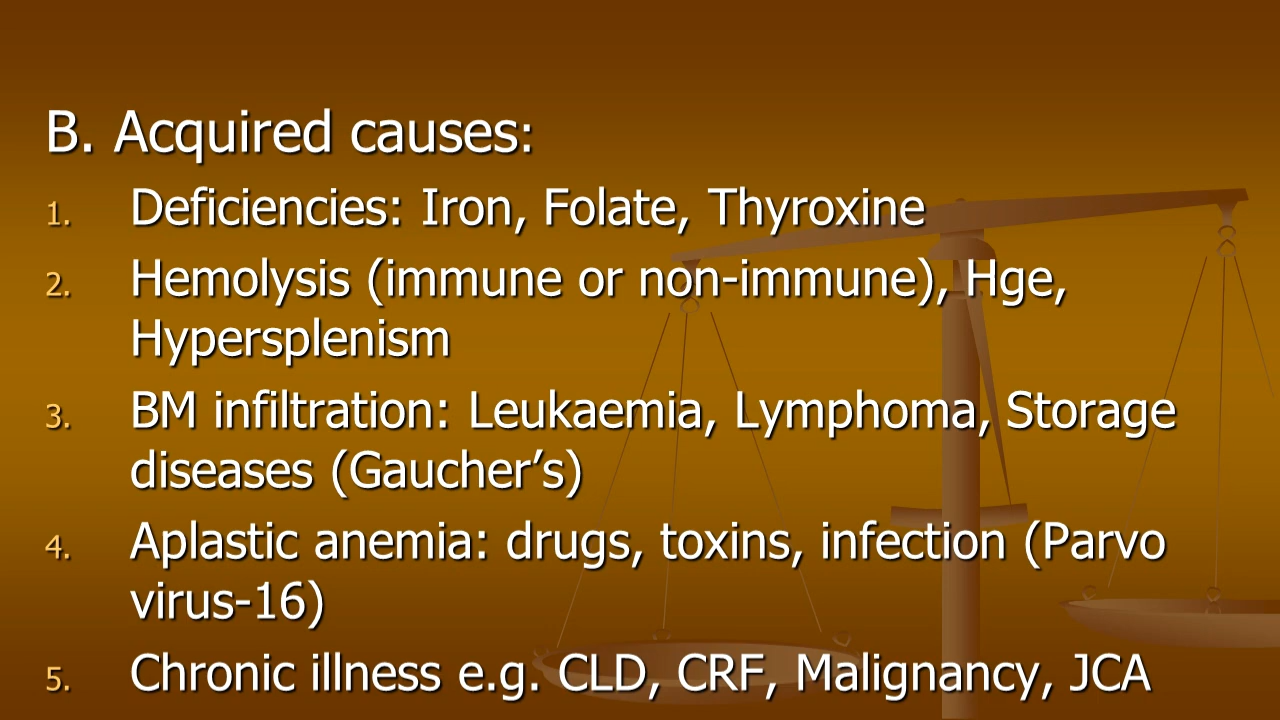 B. Acquired causes:
1. Deficiencies: Iron, Folate, Thyroxine
2. Hemolysis (immune or non-immune), Hge,
Hypersplenism
3. BM infiltration: Leukaemia, Lymphoma, Storage
diseases (Gaucher’s)
4. Aplastic anemia: drugs, toxins, infection (Parvo
virus-16)
5. Chronic illness e.g. CLD, CRF, Malignancy, JCA